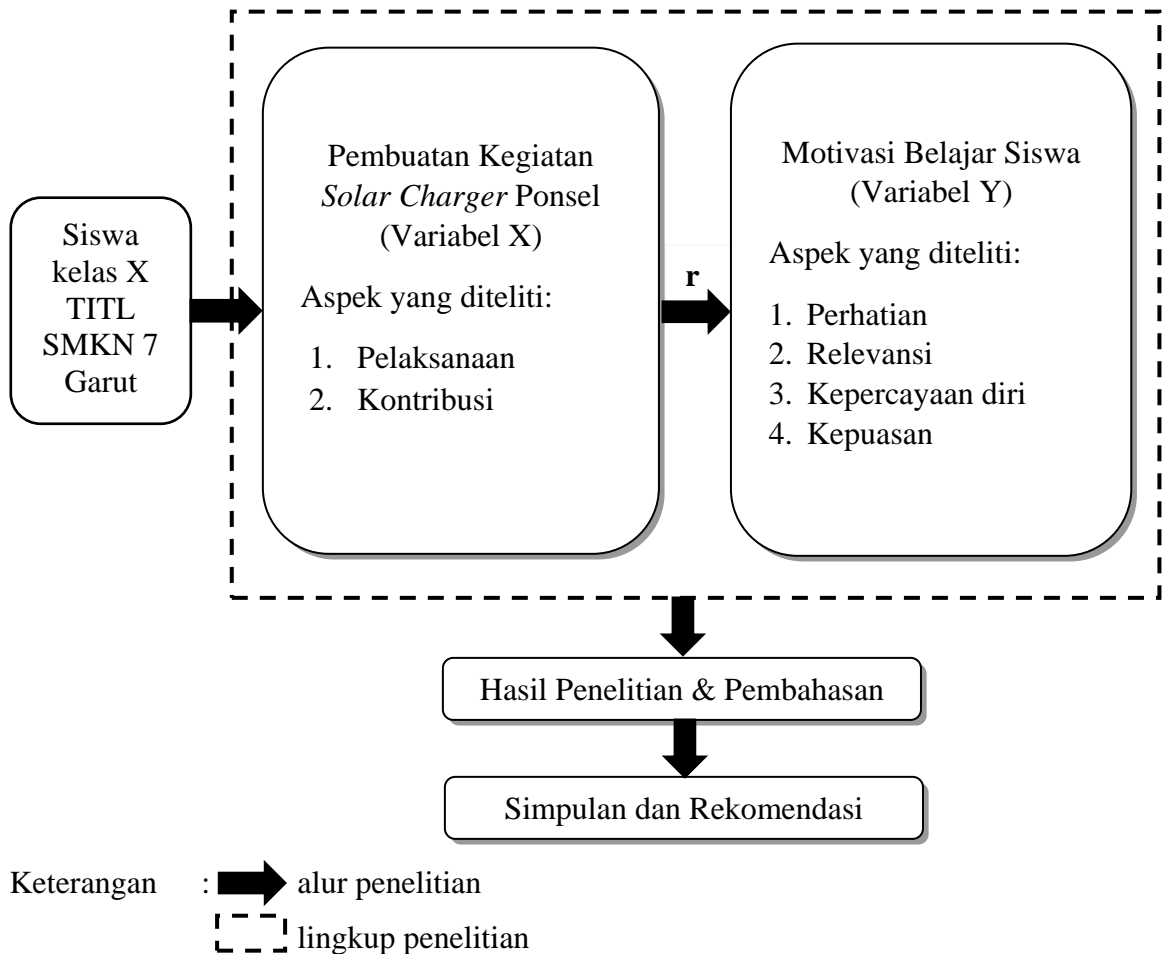 Siswa
kelas X
TITL
SMKN 7
Garut
Pembuatan Kegiatan
Solar Charger Ponsel
(Variabel X)
Aspek yang diteliti:
1. Pelaksanaan
2. Kontribusi
r
Motivasi Belajar Siswa
(Variabel Y)
Aspek yang diteliti:
1. Perhatian
2. Relevansi
3. Kepercayaan diri
4. Kepuasan
Hasil Penelitian & Pembahasan
Simpulan dan Rekomendasi
Keterangan : alur penelitian
lingkup penelitian